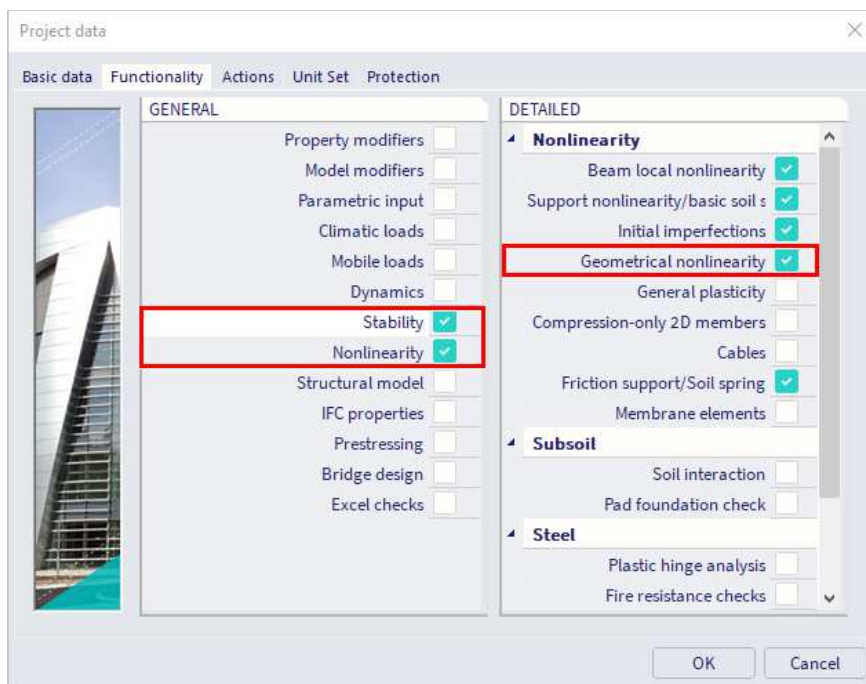 Project data
Basic data Functionality Actions Unit Set Protection
GENERAL
Property modifiers
Model modifiers
Parametric input
Climatic loads
Mobile loads
Dynamics
Stability
Nonlinearity
Structural model
IFC properties
Prestressing
Bridge design
Excel checks
DETAILED
Nonlinearity
Beam local nonlinearity
Support nonlinearity/basic soil s
Initial imperfections
Geometrical nonlinearity
General plasticity
Compression-only 2D members
Cables
Friction support/Soil spring
Membrane elements
Subsoil
Soil interaction
Pad foundation check
Steel
Plastic hinge analysis
Fire resistance checks
OK Cancel